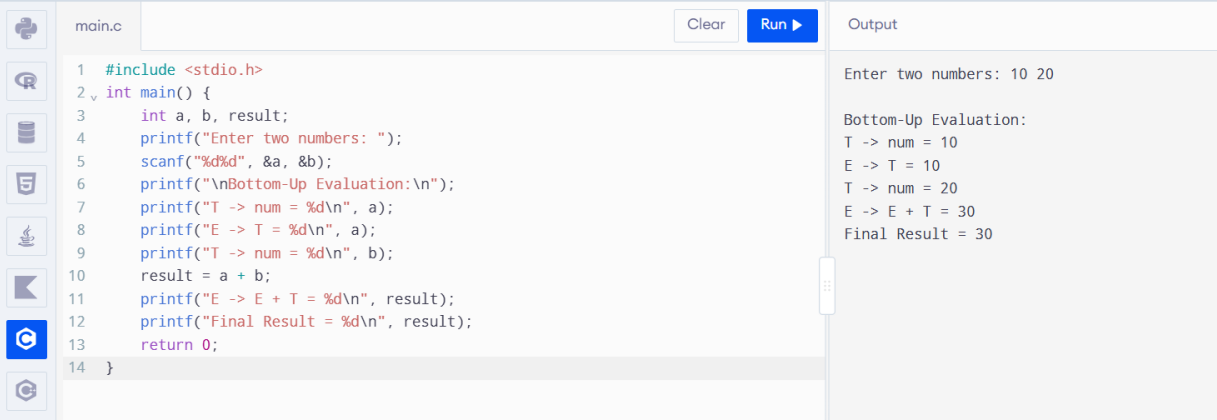 main.c
Clear
Run
Output
1 #include <stdio.h>
2 int main() {
3 int a, b, result;
4 printf("Enter two numbers: ");
5 scanf("%d%d", &a, &b);
6 printf("\nBottom-Up Evaluation:\n");
7 printf("T -> num = %d\n", a);
8 printf("E -> T = %d\n", a);
9 printf("T -> num = %d\n", b);
10 result = a + b;
11 printf("E -> E + T = %d\n", result);
12 printf("Final Result = %d\n", result);
13 return 0;
14 }
Enter two numbers: 10 20
Bottom-Up Evaluation:
T -> num = 10
E -> T = 10
T -> num = 20
E -> E + T = 30
Final Result = 30